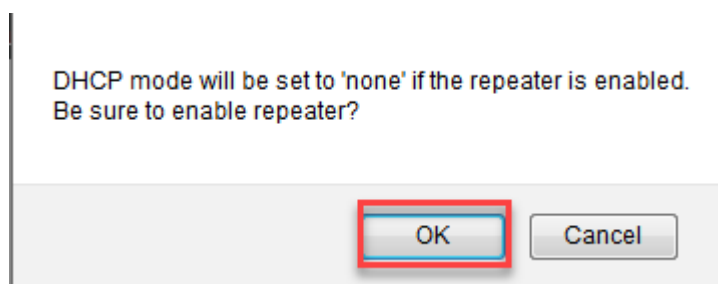 DHCP mode will be set to 'none' if the repeater is enabled.
Be sure to enable repeater?
OK
Cancel